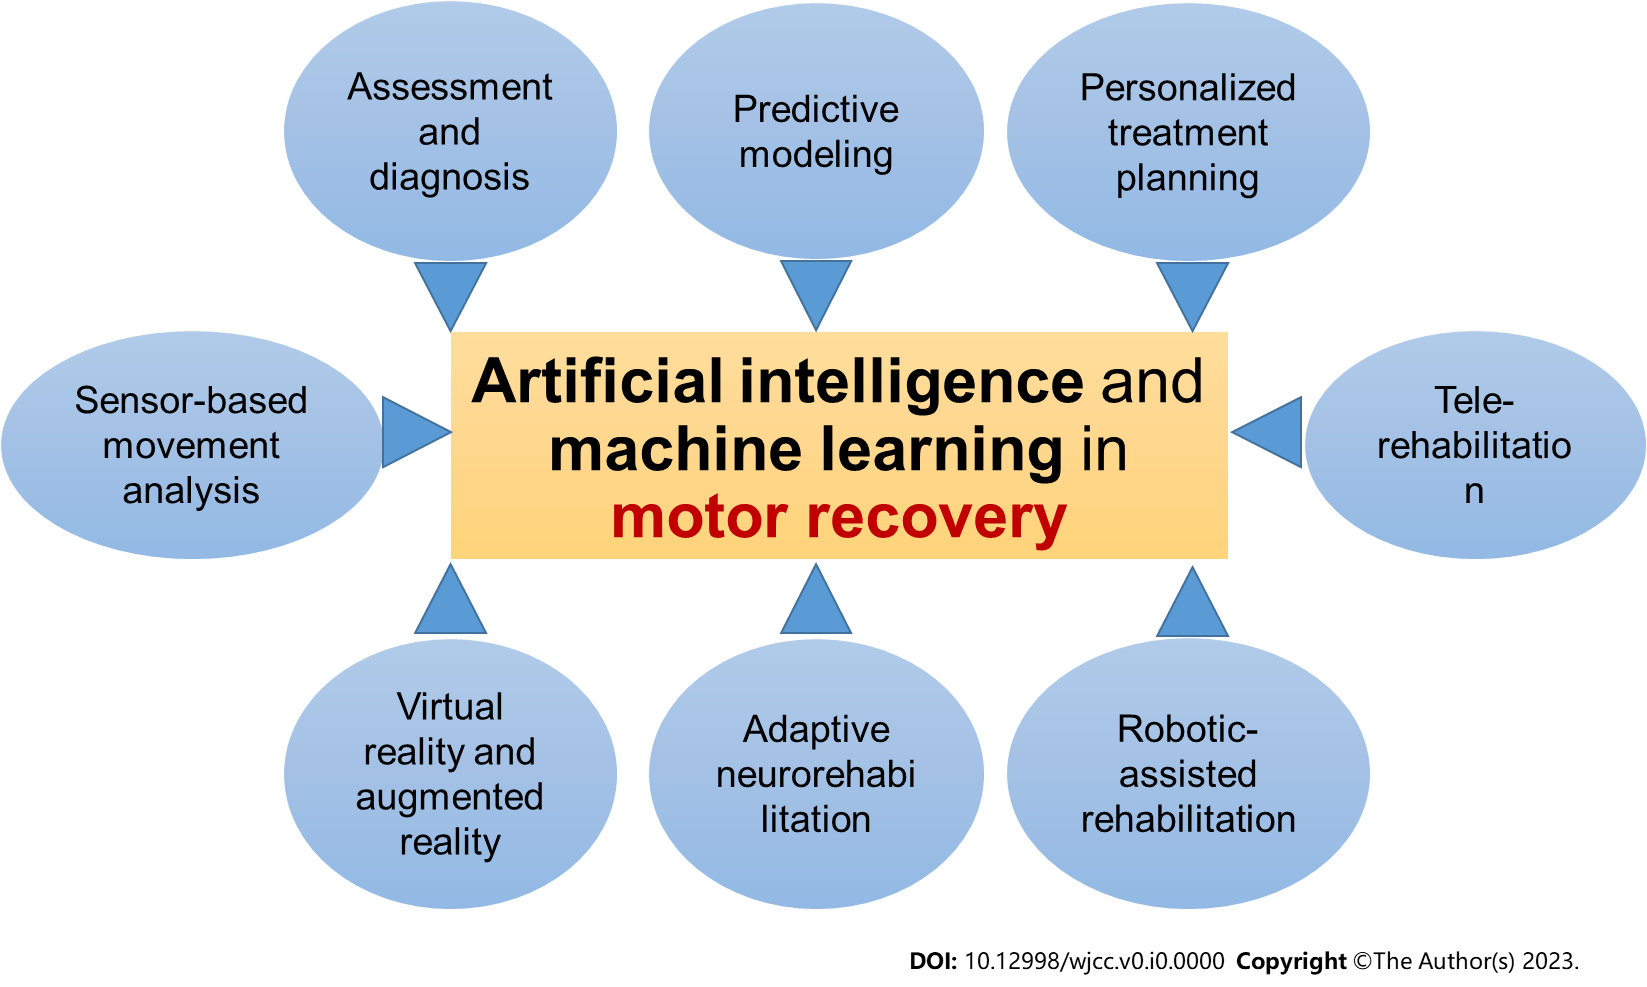 Assessment
and
diagnosis
Predictive
modeling
Personalized
treatment
planning
Sensor-based
movement
analysis
Artificial intelligence and
machine learning in
motor recovery
Tele-
rehabilitatio
n
Virtual
reality and
augmented
reality
Adaptive
neurorehabi
litation
Robotic-
assisted
rehabilitation
DOI: 10.12998/wjcc.v0.i0.0000 Copyright ©The Author(s) 2023.